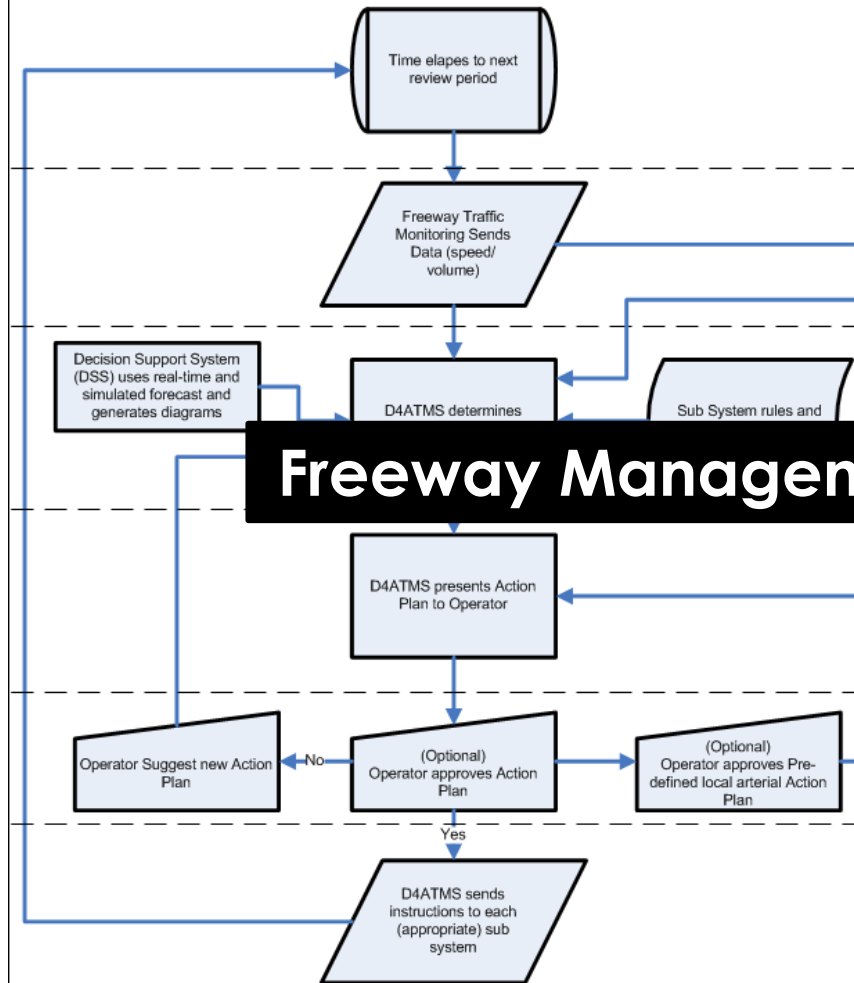 Time elapes to next
review period
Freeway Traffic
Monitoring Sends
Data (speed/
volume)
Decision Support System
(DSS) uses real-time and
simulated forecast and
generates diagrams
D4ATMS determines
Sub System rules and
Freeway Managen
D4ATMS presents Action
Plan to Operator
Operator Suggest new Action
Plan
No
(Optional)
Operator approves Action
Plan
(Optional)
Operator approves Pre-
defined local arterial Action
Plan
Yes
D4ATMS sends
instructions to each
(appropriate) sub
system